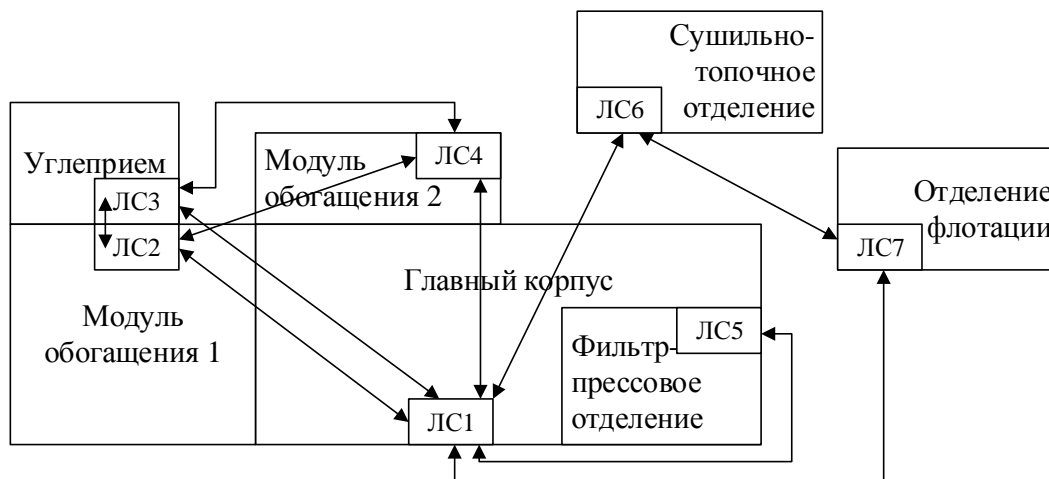 Сушильно-
топочное
отделение
ЛС6
Углеприем
ЛС3
ЛС2
Модуль
обогащения 2
ЛС4
Отделение
флотации
ЛС7
Главный корпус
Модуль
обогащения 1
ЛС5
Фильтр-
прессовое
отделение
ЛС1